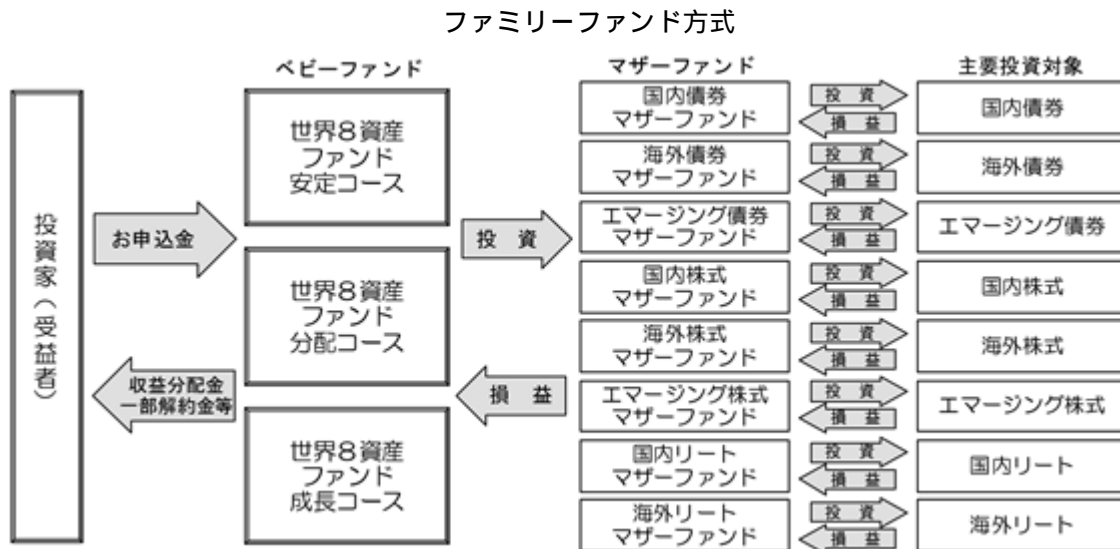 ファミリーファンド方式
ベビーファンド
マザーファンド
主要投資対象
投資家（受益者）
お申込金
収益分配金
一部解約金等
世界８資産
ファンド
安定コース
世界８資産
ファンド
分配コース
世界８資産
ファンド
成長コース
投 資
損 益
国内債券
マザーファンド
投 資
損 益
国内債券
海外債券
マザーファンド
投 資
損 益
海外債券
エマージング債券
マザーファンド
投 資
損 益
エマージング債券
国内株式
マザーファンド
投 資
損 益
国内株式
海外株式
マザーファンド
投 資
損 益
海外株式
エマージング株式
マザーファンド
投 資
損 益
エマージング株式
国内リート
マザーファンド
投 資
損 益
国内リート
海外リート
マザーファンド
投 資
損 益
海外リート